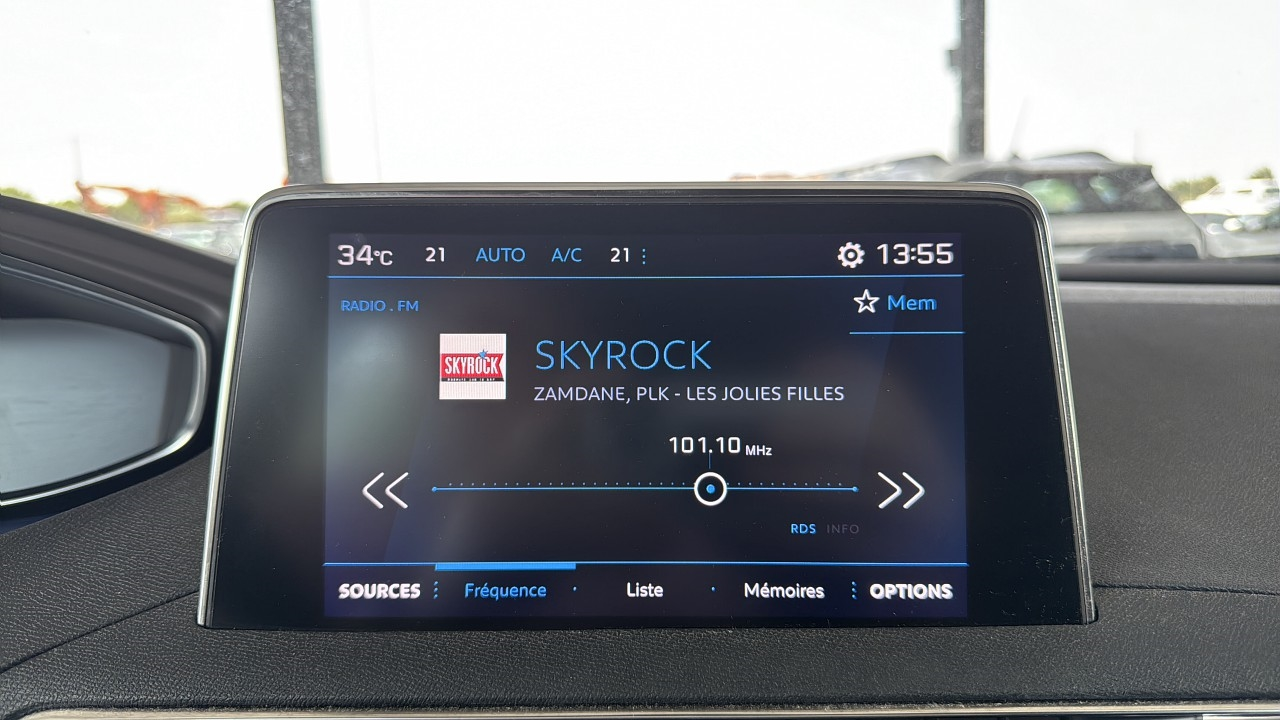 34°C 21 AUTO A/C 21 13:55
RADIO . FM
Mem
SKYROCK
SKYROCK
ZAMDANE, PLK - LES JOLIES FILLES
101.10 MHz
RDS INFO
SOURCES Fréquence Liste Mémoires OPTIONS